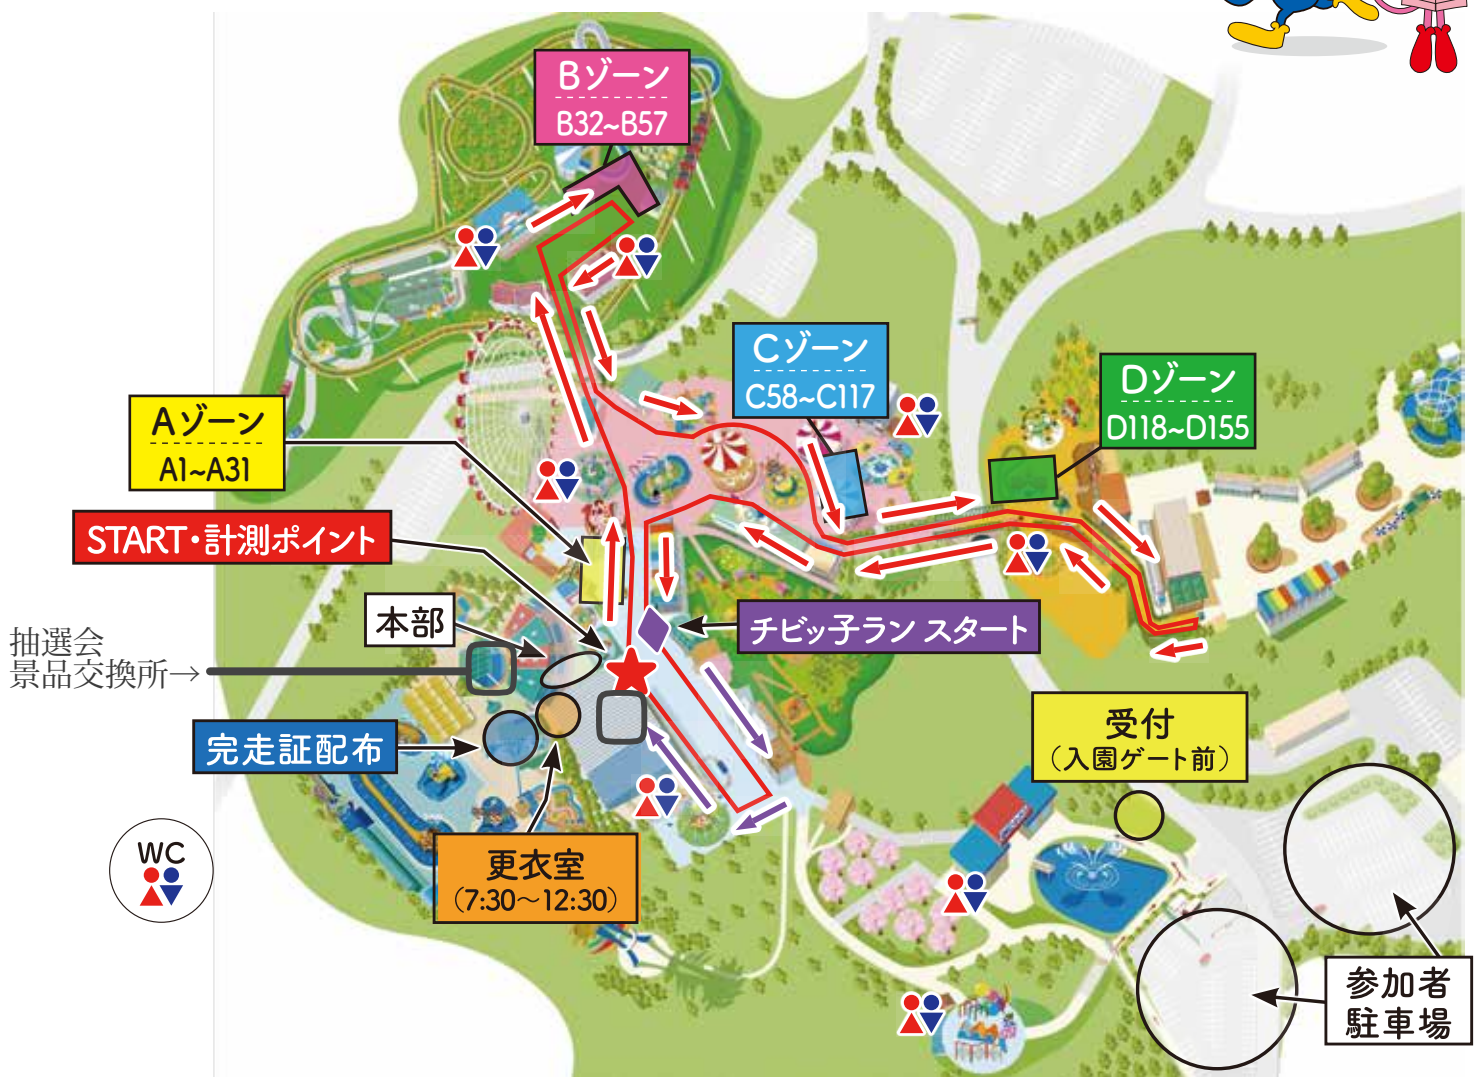 Bゾーン
B32~B57
Cゾーン
C58~C117
Dゾーン
D118~D155
Aゾーン
A1~A31
START・計測ポイント
本部
チビッ子ラン スタート
抽選会
景品交換所→
完走証配布
受付
（入園ゲート前）
WC
更衣室
（7:30～12:30）
参加者
駐車場